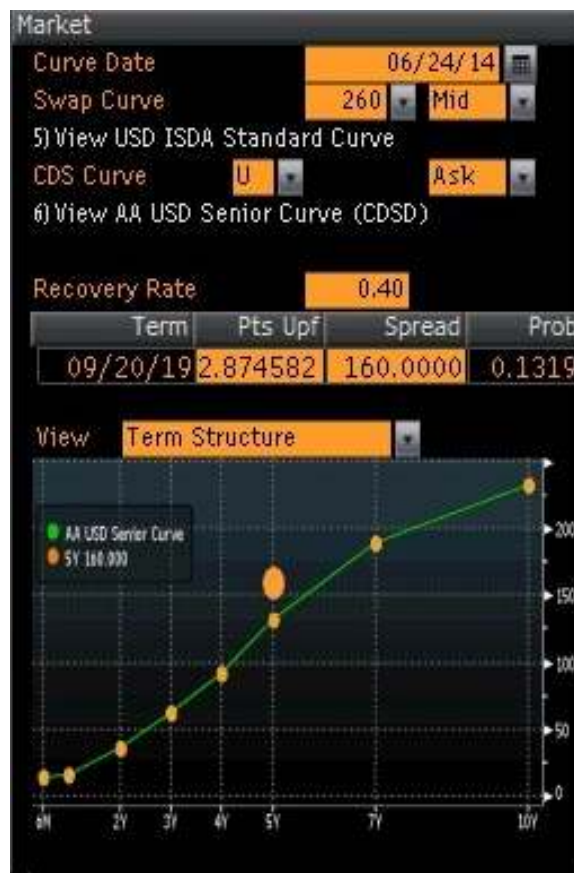 Market
Curve Date 06/24/14
Swap Curve 260 Mid
5) View USD ISDA Standard Curve
CDS Curve U Ask
6) View AA USD Senior Curve (CDSD)
Recovery Rate 0.40
Term Pts Upf Spread Prob
09/20/19 2.874582 160.0000 0.1319
View Term Structure
AA USD Senior Curve
5Y 160.000
200
150
100
50
0
6M 2Y 3Y 4Y 5Y 7Y 10Y